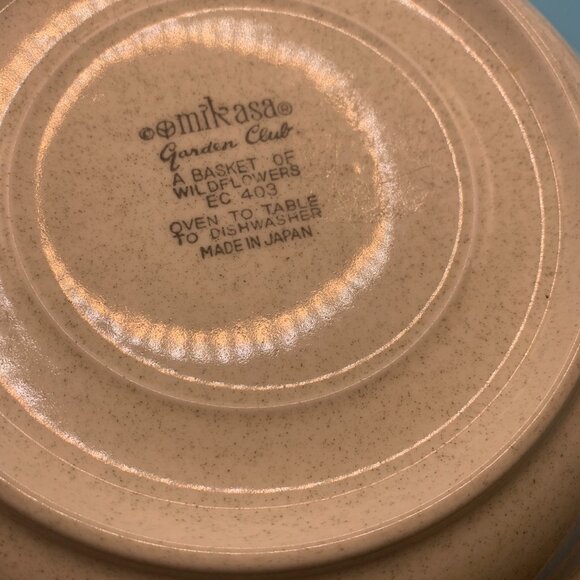 ©⊕mikasa®
Garden Club
A BASKET OF
WILDFLOWERS
EC 403
OVEN TO TABLE
TO DISHWASHER
MADE IN JAPAN